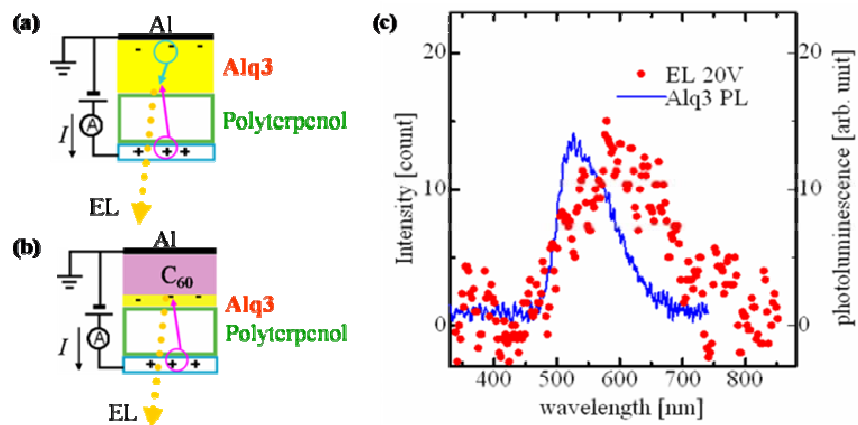 (a)
Al
- - -
Alq3
Polyterpenol
A
I
+ + +
EL
(b)
Al
C60
- -
Alq3
Polyterpenol
A
I
+ + +
EL
(c)
20
10
0
Intensity [count]
EL 20V
Alq3 PL
20
10
0
photoluminescence [arb. unit]
400 500 600 700 800
wavelength [nm]